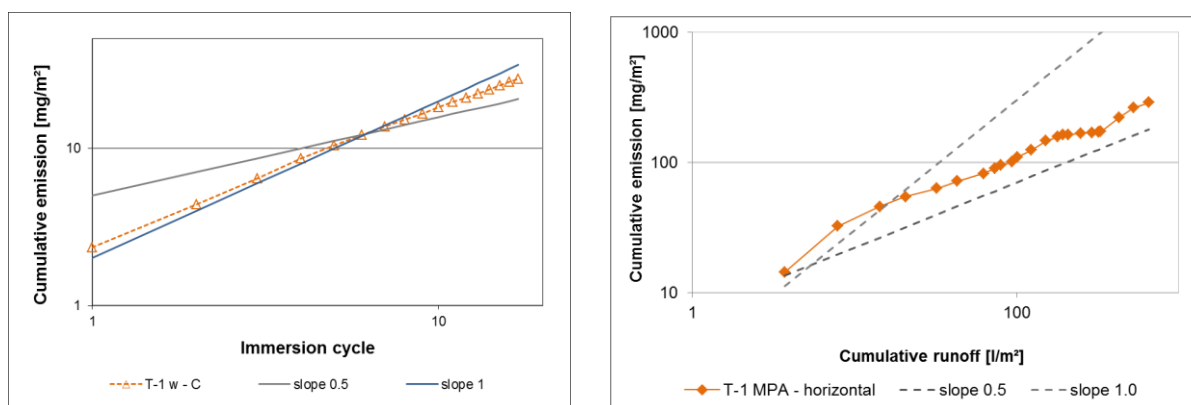 Cumulative emission [mg/m²]
10
1
1
10
Immersion cycle
T-1 w - C
slope 0.5
slope 1
Cumulative emission [mg/m²]
1000
100
10
1
100
Cumulative runoff [l/m²]
T-1 MPA - horizontal
slope 0.5
slope 1.0